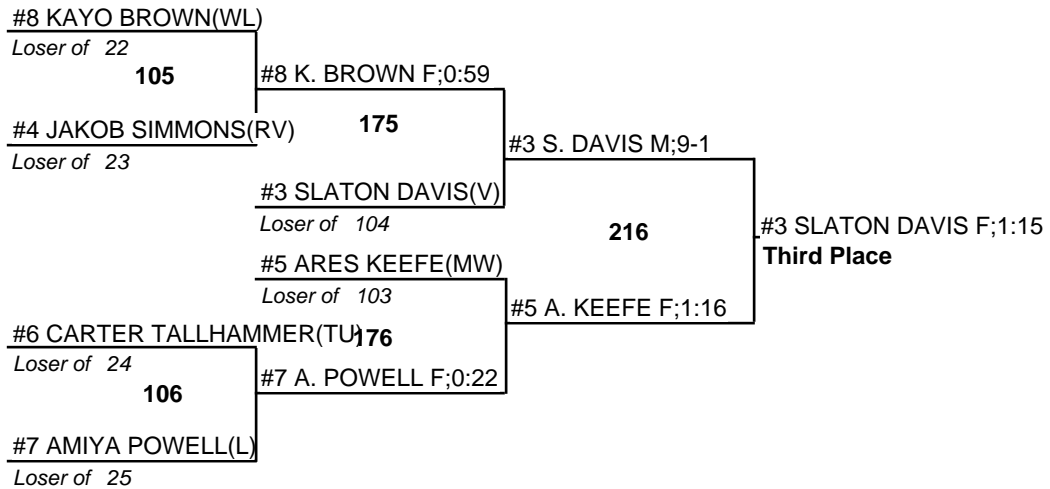 #8 KAYO BROWN(WL)
Loser of 22
105
#8 K. BROWN F;0:59
#4 JAKOB SIMMONS(RV)
Loser of 23
175
#3 S. DAVIS M;9-1
#3 SLATON DAVIS(V)
Loser of 104
216
#3 SLATON DAVIS F;1:15
Third Place
#5 ARES KEEFE(MW)
Loser of 103
#5 A. KEEFE F;1:16
#6 CARTER TALLHAMMER(TU)
176
Loser of 24
106
#7 A. POWELL F;0:22
#7 AMIYA POWELL(L)
Loser of 25